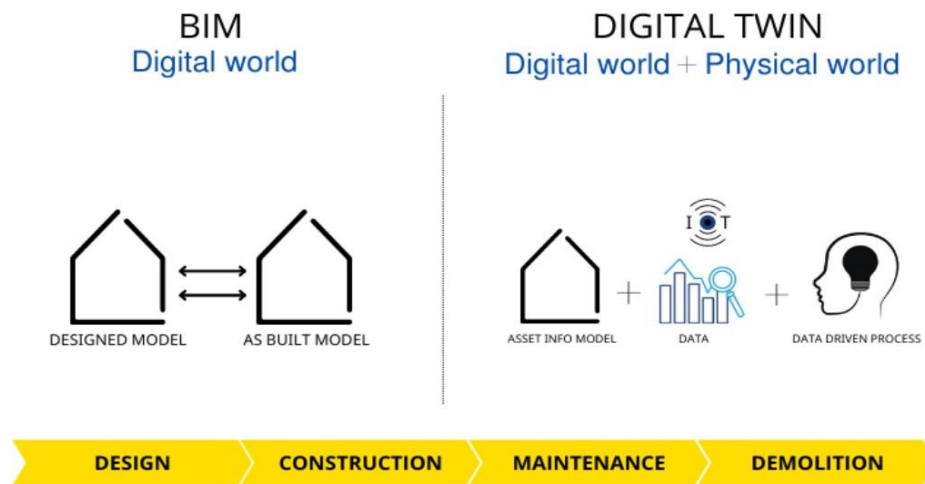 BIM
Digital world
DIGITAL TWIN
Digital world + Physical world
DESIGNED MODEL
AS BUILT MODEL
I T
ASSET INFO MODEL
+
DATA
+
DATA DRIVEN PROCESS
DESIGN
CONSTRUCTION
MAINTENANCE
DEMOLITION